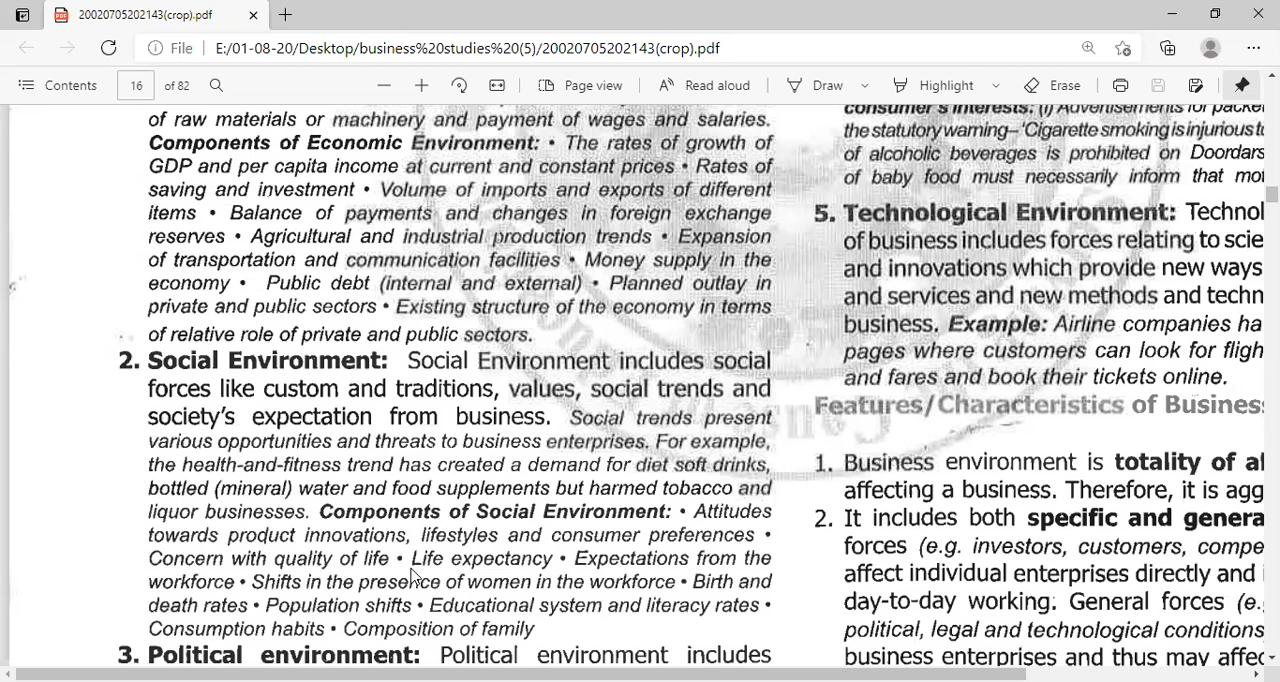 20020705202143(crop).pdf
File
E:/01-08-20/Desktop/business%20studies%20(5)/20020705202143(crop).pdf
Contents
16
of 82
Page view
Read aloud
Draw
Highlight
Erase
of raw materials or machinery and payment of wages and salaries.
Components of Economic Environment: • The rates of growth of
GDP and per capita income at current and constant prices • Rates of
saving and investment • Volume of imports and exports of different
items • Balance of payments and changes in foreign exchange
reserves • Agricultural and industrial production trends • Expansion
of transportation and communication facilities • Money supply in the
economy • Public debt (internal and external) • Planned outlay in
private and public sectors • Existing structure of the economy in terms
of relative role of private and public sectors.
2. Social Environment: Social Environment includes social
forces like custom and traditions, values, social trends and
society's expectation from business. Social trends present
various opportunities and threats to business enterprises. For example,
the health-and-fitness trend has created a demand for diet soft drinks,
bottled (mineral) water and food supplements but harmed tobacco and
liquor businesses. Components of Social Environment: • Attitudes
towards product innovations, lifestyles and consumer preferences •
Concern with quality of life • Life expectancy • Expectations from the
workforce • Shifts in the presence of women in the workforce • Birth and
death rates • Population shifts • Educational system and literacy rates •
Consumption habits • Composition of family
3. Political environment: Political environment includes
consumer's interests: (i) Advertisements for packe
the statutory warning– 'Cigarette smoking is injurious t
of alcoholic beverages is prohibited on Doordars
of baby food must necessarily inform that mo
5. Technological Environment: Technol
of business includes forces relating to scie
and innovations which provide new ways
and services and new methods and techn
business. Example: Airline companies ha
pages where customers can look for fligh
and fares and book their tickets online.
Features/Characteristics of Busines
1. Business environment is totality of al
affecting a business. Therefore, it is agg
2. It includes both specific and genera
forces (e.g. investors, customers, compe
affect individual enterprises directly and i
day-to-day working. General forces (e.
political, legal and technological conditions
business enterprises and thus may affec